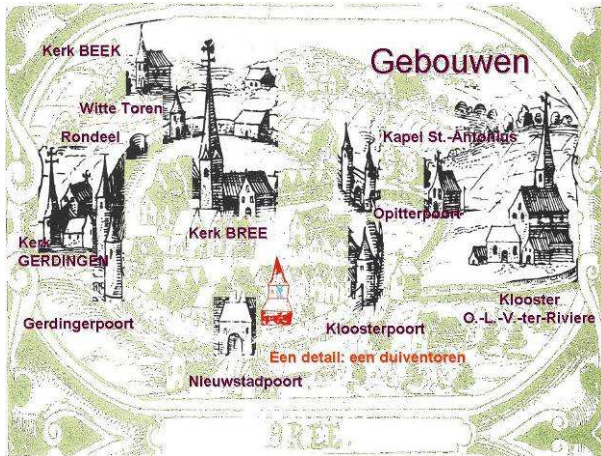 Kerk BEEK
Gebouwen
Witte Toren
Rondeel
Kapel St.-Antonius
Opitterpoort
Kerk BREE
Kerk
GERDINGEN
Klooster
O.-L.-V.-ter-Riviere
Gerdingerpoort
Kloosterpoort
Een detail: een duiventoren
Nieuwstadpoort
BREE.